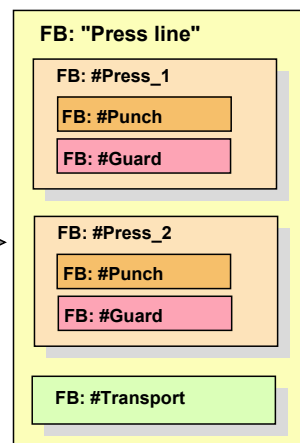 FB: "Press line"
FB: #Press_1
FB: #Punch
FB: #Guard
FB: #Press_2
FB: #Punch
FB: #Guard
FB: #Transport